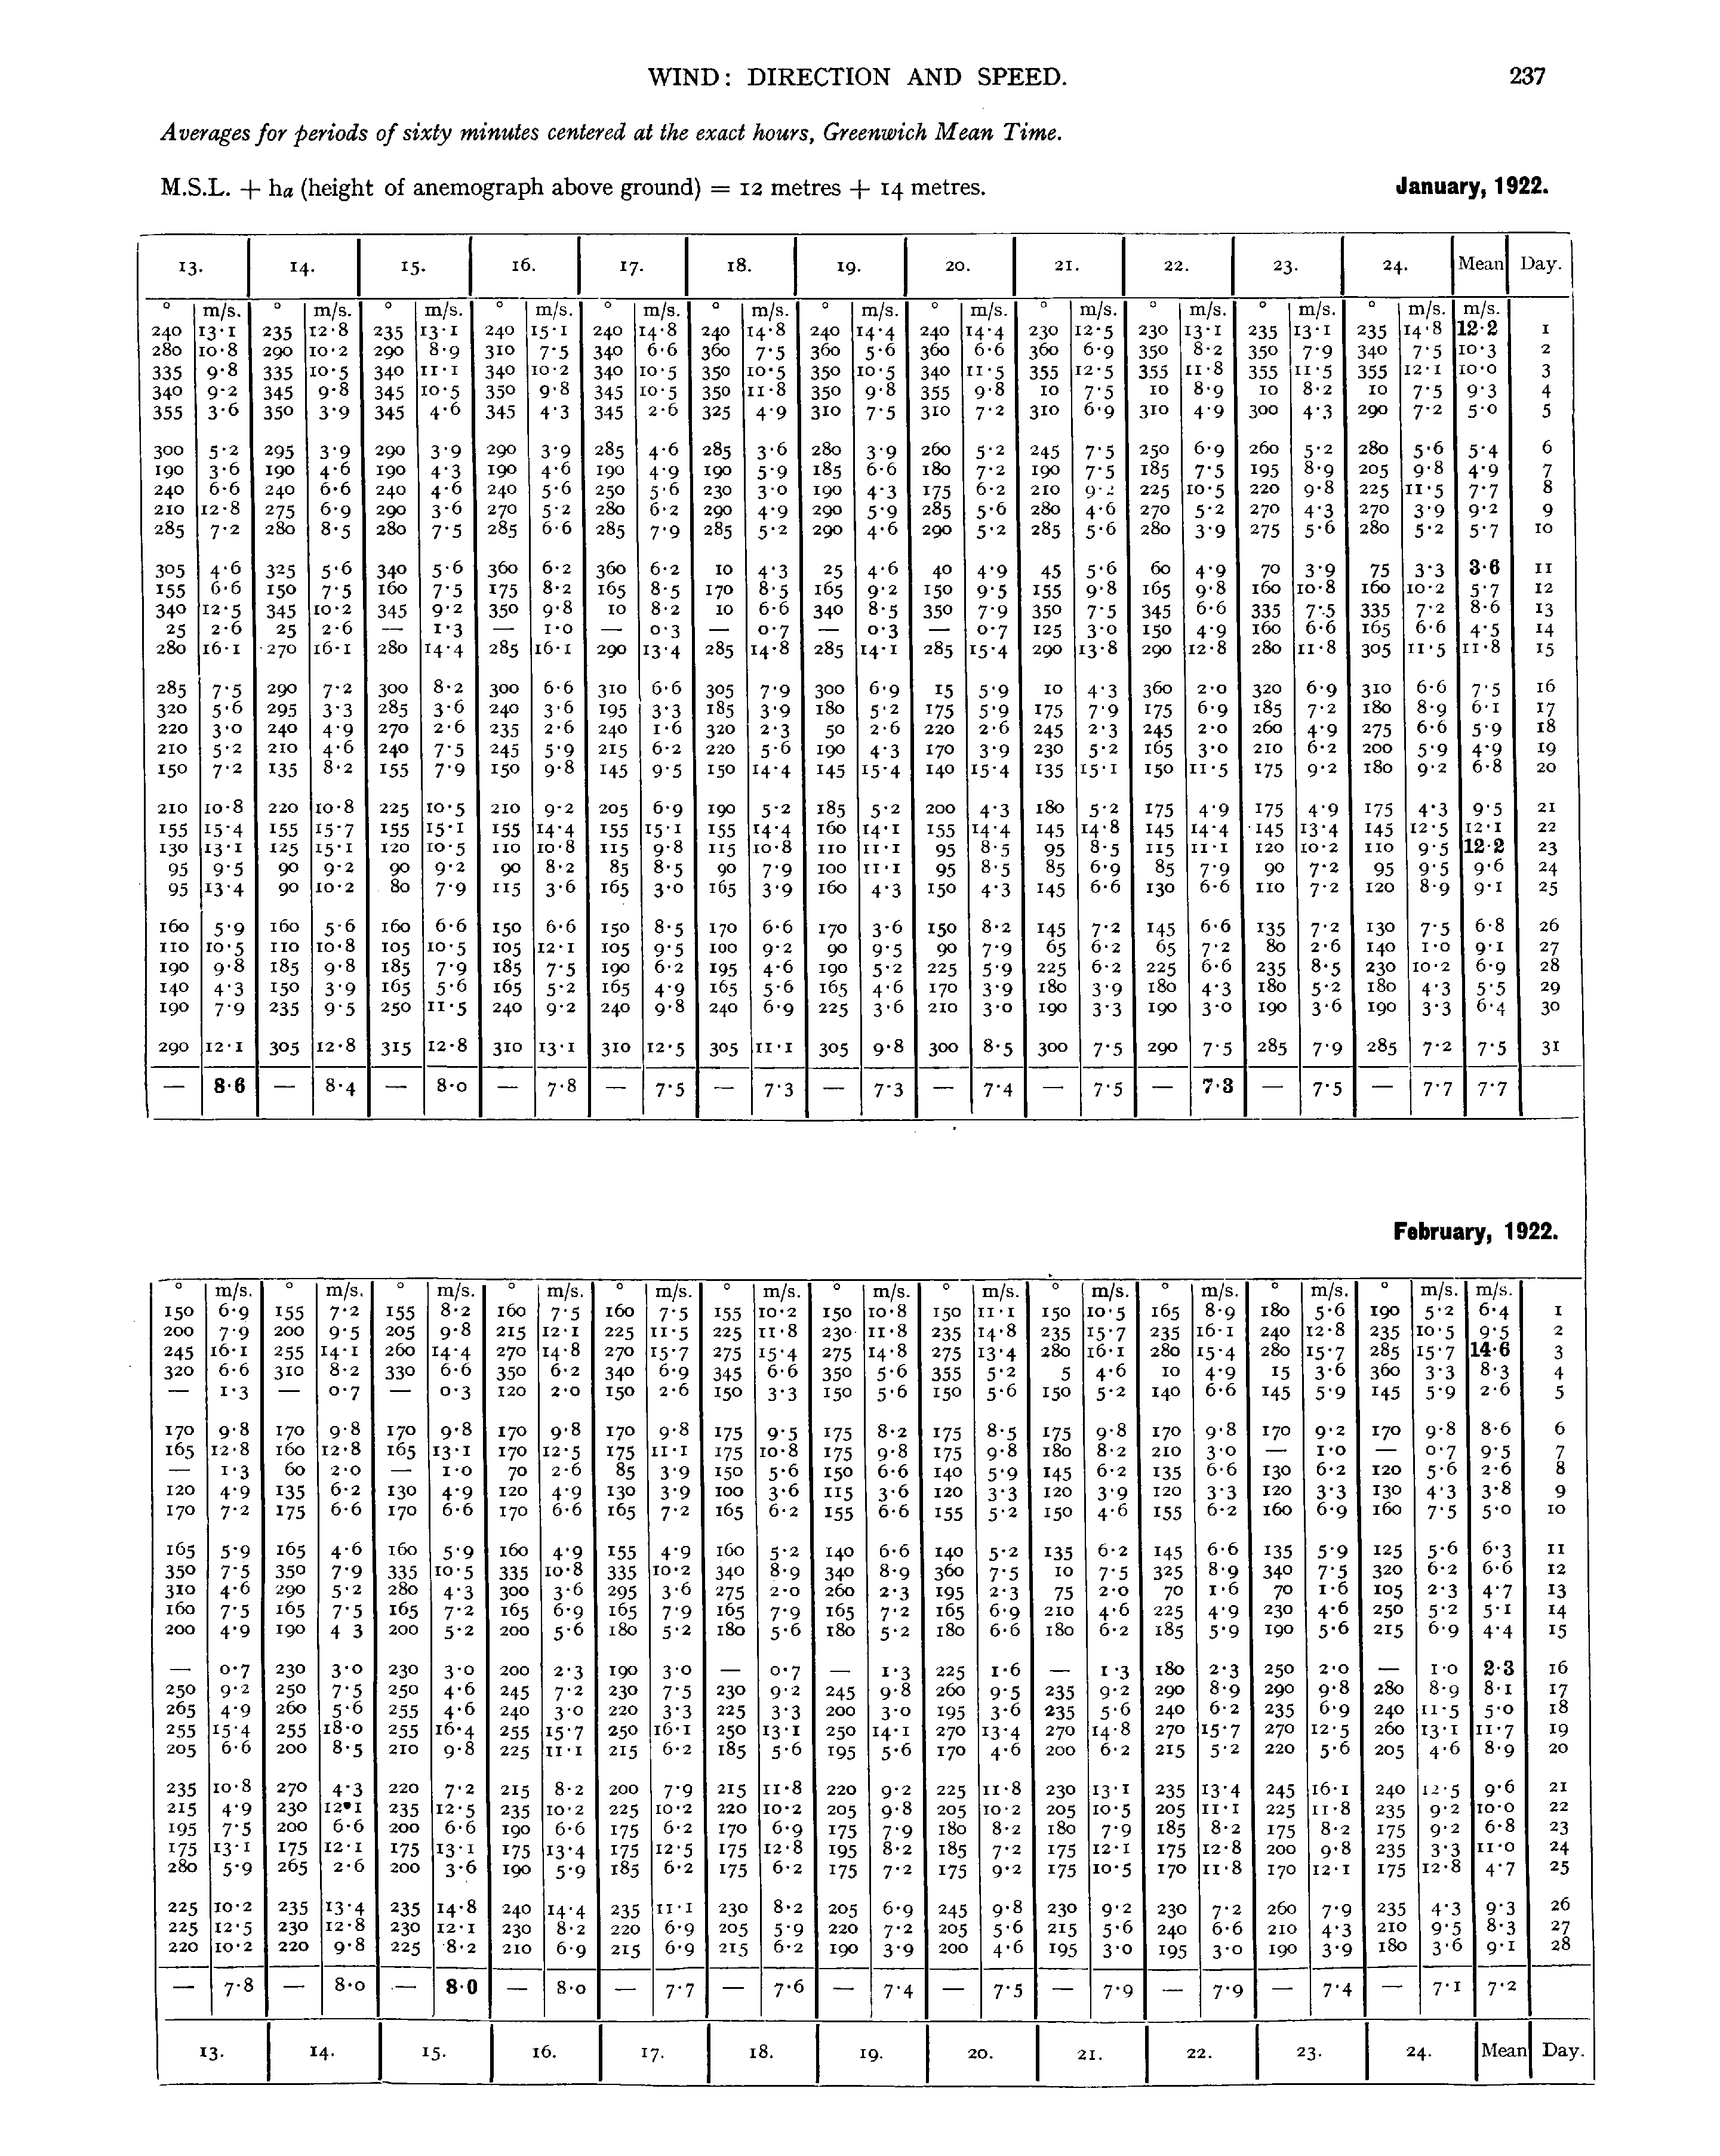 WIND: DIRECTION AND SPEED. 237
Averages for periods of sixty minutes centered at the exact hours, Greenwich Mean Time.
M.S.L. + ha (height of anemograph above ground) = 12 metres + 14 metres. January, 1922.
13. 14. 15. 16. 17. 18. 19. 20. 21. 22. 23. 24. Mean Day.
° m/s. ° m/s. ° m/s. ° m/s. ° m/s. ° m/s. ° m/s. ° m/s. ° m/s. ° m/s. ° m/s. ° m/s. m/s.
240 13·1 235 12·8 235 13·1 240 15·1 240 14·8 240 14·8 240 14·4 240 14·4 230 12·5 230 13·1 235 13·1 235 14·8 12·2 1
280 10·8 290 10·2 290 8·9 310 7·5 340 6·6 360 7·5 360 5·6 360 6·6 360 6·9 350 8·2 350 7·9 340 7·5 10·3 2
335 9·8 335 10·5 340 11·1 340 10·2 340 10·5 350 10·5 350 10·5 340 11·5 355 12·5 355 11·8 355 11·5 355 12·1 10·0 3
340 9·2 345 9·8 345 10·5 350 9·8 345 10·5 350 11·8 350 9·8 355 9·8 10 7·5 10 8·9 10 8·2 10 7·5 9·3 4
355 3·6 350 3·9 345 4·6 345 4·3 345 2·6 325 4·9 310 7·5 310 7·2 310 6·9 310 4·9 300 4·3 290 7·2 5·0 5
300 5·2 295 3·9 290 3·9 290 3·9 285 4·6 285 3·6 280 3·9 260 5·2 245 7·5 250 6·9 260 5·2 280 5·6 5·4 6
190 3·6 190 4·6 190 4·3 190 4·6 190 4·9 190 5·9 185 6·6 180 7·2 190 7·5 185 7·5 195 8·9 205 9·8 4·9 7
240 6·6 240 6·6 240 4·6 240 5·6 250 5·6 230 3·0 190 4·3 175 6·2 210 225 10·5 220 9·8 225 11·5 7·7 8
210 12·8 275 6·9 290 3·6 270 5·2 280 6·2 290 4·9 290 5·9 285 5·6 280 4·6 270 5·2 270 4·3 270 3·9 9·2 9
285 7·2 280 8·5 280 7·5 285 6·6 285 7·9 285 5·2 290 4·6 290 5·2 285 5·6 280 3·9 275 5·6 280 5·2 5·7 10
305 4·6 325 5·6 340 5·6 360 6·2 360 6·2 10 4·3 25 4·6 40 4·9 45 5·6 60 4·9 70 3·9 75 3·3 3·6 11
155 6·6 150 7·5 160 7·5 175 8·2 165 8·5 170 8·5 165 9·2 150 9·5 155 9·8 165 9·8 160 10·8 160 10·2 5·7 12
340 12·5 345 10·2 345 9·2 350 9·8 10 8·2 10 6·6 340 8·5 350 7·9 350 7·5 345 6·6 335 7·5 335 7·2 8·6 13
25 2·6 25 2·6 — 1·3 — 1·0 — 0·3 — 0·7 — 0·3 — 0·7 125 3·0 150 4·9 160 6·6 165 6·6 4·5 14
280 16·1 270 16·1 280 14·4 285 16·1 290 13·4 285 14·8 285 14·1 285 15·4 290 13·8 290 12·8 280 11·8 305 11·5 11·8 15
285 7·5 290 7·2 300 8·2 300 6·6 310 6·6 305 7·9 300 6·9 15 5·9 10 4·3 360 2·0 320 6·9 310 6·6 7·5 16
320 5·6 295 3·3 285 3·6 240 3·6 195 3·3 185 3·9 180 5·2 175 5·9 175 7·9 175 6·9 185 7·2 180 8·9 6·1 17
220 3·0 240 4·9 270 2·6 235 2·6 240 1·6 320 2·3 50 2·6 220 2·6 245 2·3 245 2·0 260 4·9 275 6·6 5·9 18
210 5·2 210 4·6 240 7·5 245 5·9 215 6·2 220 5·6 190 4·3 170 3·9 230 5·2 165 3·0 210 6·2 200 5·9 4·9 19
150 7·2 135 8·2 155 7·9 150 9·8 145 9·5 150 14·4 145 15·4 140 15·4 135 15·1 150 11·5 175 9·2 180 9·2 6·8 20
210 10·8 220 10·8 225 10·5 210 9·2 205 6·9 190 5·2 185 5·2 200 4·3 180 5·2 175 4·9 175 4·9 175 4·3 9·5 21
155 15·4 155 15·7 155 15·1 155 14·4 155 15·1 155 14·4 160 14·1 155 14·4 145 14·8 145 14·4 145 13·4 145 12·5 12·1 22
130 13·1 125 15·1 120 10·5 110 10·8 115 9·8 115 10·8 110 11·1 95 8·5 95 8·5 115 11·1 120 10·2 110 9·5 12·2 23
95 9·5 90 9·2 90 9·2 90 8·2 85 8·5 90 7·9 100 11·1 95 8·5 85 6·9 85 7·9 90 7·2 95 9·5 9·6 24
95 13·4 90 10·2 80 7·9 115 3·6 165 3·0 165 3·9 160 4·3 150 4·3 145 6·6 130 6·6 110 7·2 120 8·9 9·1 25
160 5·9 160 5·6 160 6·6 150 6·6 150 8·5 170 6·6 170 3·6 150 8·2 145 7·2 145 6·6 135 7·2 130 7·5 6·8 26
110 10·5 110 10·8 105 10·5 105 12·1 105 9·5 100 9·2 90 9·5 90 7·9 65 6·2 65 7·2 80 2·6 140 1·0 9·1 27
190 9·8 185 9·8 185 7·9 185 7·5 190 6·2 195 4·6 190 5·2 225 5·9 225 6·2 225 6·6 235 8·5 230 10·2 6·9 28
140 4·3 150 3·9 165 5·6 165 5·2 165 4·9 165 5·6 165 4·6 170 3·9 180 3·9 180 4·3 180 5·2 180 4·3 5·5 29
190 7·9 235 9·5 250 11·5 240 9·2 240 9·8 240 6·9 225 3·6 210 3·0 190 3·3 190 3·0 190 3·6 190 3·3 6·4 30
290 12·1 305 12·8 315 12·8 310 13·1 310 12·5 305 11·1 305 9·8 300 8·5 300 7·5 290 7·5 285 7·9 285 7·2 7·5 31
— 8·6 — 8·4 — 8·0 — 7·8 — 7·5 — 7·3 — 7·3 — 7·4 — 7·5 — 7·3 — 7·5 — 7·7 7·7
February, 1922.
° m/s. ° m/s. ° m/s. ° m/s. ° m/s. ° m/s. ° m/s. ° m/s. ° m/s. ° m/s. ° m/s. ° m/s. m/s.
150 6·9 155 7·2 155 8·2 160 7·5 160 7·5 155 10·2 150 10·8 150 11·1 150 10·5 165 8·9 180 5·6 190 5·2 6·4 1
200 7·9 200 9·5 205 9·8 215 12·1 225 11·5 225 11·8 230 11·8 235 14·8 235 15·7 235 16·1 240 12·8 235 10·5 9·5 2
245 16·1 255 14·1 260 14·4 270 14·8 270 15·7 275 15·4 275 14·8 275 13·4 280 16·1 280 15·4 280 15·7 285 15·7 14·6 3
320 6·6 310 8·2 330 6·6 350 6·2 340 6·9 345 6·6 350 5·6 355 5·2 5 4·6 10 4·9 15 3·6 360 3·3 8·3 4
— 1·3 — 0·7 — 0·3 120 2·0 150 2·6 150 3·3 150 5·6 150 5·6 150 5·2 140 6·6 145 5·9 145 5·9 2·6 5
170 9·8 170 9·8 170 9·8 170 9·8 170 9·8 175 9·5 175 8·2 175 8·5 175 9·8 170 9·8 170 9·2 170 9·8 8·6 6
165 12·8 160 12·8 165 13·1 170 12·5 175 11·1 175 10·8 175 9·8 175 9·8 180 8·2 210 3·0 — 1·0 — 0·7 9·5 7
— 1·3 60 2·0 — 1·0 70 2·6 85 3·9 150 5·6 150 6·6 140 5·9 145 6·2 135 6·6 130 6·2 120 5·6 2·6 8
120 4·9 135 6·2 130 4·9 120 4·9 130 3·9 100 3·6 115 3·6 120 3·3 120 3·9 120 3·3 120 3·3 130 4·3 3·8 9
170 7·2 175 6·6 170 6·6 170 6·6 165 7·2 165 6·2 155 6·6 155 5·2 150 4·6 155 6·2 160 6·9 160 7·5 5·0 10
165 5·9 165 4·6 160 5·9 160 4·9 155 4·9 160 5·2 140 6·6 140 5·2 135 6·2 145 6·6 135 5·9 125 5·6 6·3 11
350 7·5 350 7·9 335 10·5 335 10·8 335 10·2 340 8·9 340 8·9 360 7·5 10 7·5 325 8·9 340 7·5 320 6·2 6·6 12
310 4·6 290 5·2 280 4·3 300 3·6 295 3·6 275 2·0 260 2·3 195 2·3 75 2·0 70 1·6 70 1·6 105 2·3 4·7 13
160 7·5 165 7·5 165 7·2 165 6·9 165 7·9 165 7·9 165 7·2 165 6·9 210 4·6 225 4·9 230 4·6 250 5·2 5·1 14
200 4·9 190 4 3 200 5·2 200 5·6 180 5·2 180 5·6 180 5·2 180 6·6 180 6·2 185 5·9 190 5·6 215 6·9 4·4 15
— 0·7 230 3·0 230 3·0 200 2·3 190 3·0 — 0·7 — 1·3 225 1·6 — 1·3 180 2·3 250 2·0 — 1·0 2·3 16
250 9·2 250 7·5 250 4·6 245 7·2 230 7·5 230 9·2 245 9·8 260 9·5 235 9·2 290 8·9 290 9·8 280 8·9 8·1 17
265 4·9 260 5·6 255 4·6 240 3·0 220 3·3 225 3·3 200 3·0 195 3·6 235 5·6 240 6·2 235 6·9 240 11·5 5·0 18
255 15·4 255 18·0 255 16·4 255 15·7 250 16·1 250 13·1 250 14·1 270 13·4 270 14·8 270 15·7 270 12·5 260 13·1 11·7 19
205 6·6 200 8·5 210 9·8 225 11·1 215 6·2 185 5·6 195 5·6 170 4·6 200 6·2 215 5·2 220 5·6 205 4·6 8·9 20
235 10·8 270 4·3 220 7·2 215 8·2 200 7·9 215 11·8 220 9·2 225 11·8 230 13·1 235 13·4 245 16·1 240 12·5 9·6 21
215 4·9 230 12·1 235 12·5 235 10·2 225 10·2 220 10·2 205 9·8 205 10·2 205 10·5 205 11·1 225 11·8 235 9·2 10·0 22
195 7·5 200 6·6 200 6·6 190 6·6 175 6·2 170 6·9 175 7·9 180 8·2 180 7·9 185 8·2 175 8·2 175 9·2 6·8 23
175 13·1 175 12·1 175 13·1 175 13·4 175 12·5 175 12·8 195 8·2 185 7·2 175 12·1 175 12·8 200 9·8 235 3·3 11·0 24
280 5·9 265 2·6 200 3·6 190 5·9 185 6·2 175 6·2 175 7·2 175 9·2 175 10·5 170 11·8 170 12·1 175 12·8 4·7 25
225 10·2 235 13·4 235 14·8 240 14·4 235 11·1 230 8·2 205 6·9 245 9·8 230 9·2 230 7·2 260 7·9 235 4·3 9·3 26
225 12·5 230 12·8 230 12·1 230 8·2 220 6·9 205 5·9 220 7·2 205 5·6 215 5·6 240 6·6 210 4·3 210 9·5 8·3 27
220 10·2 220 9·8 225 8·2 210 6·9 215 6·9 215 6·2 190 3·9 200 4·6 195 3·0 195 3·0 190 3·9 180 3·6 9·1 28
— 7·8 — 8·0 — 8·0 — 8·0 — 7·7 — 7·6 — 7·4 — 7·5 — 7·9 — 7·9 — 7·4 — 7·1 7·2
13. 14. 15. 16. 17. 18. 19. 20. 21. 22. 23. 24. Mean Day.